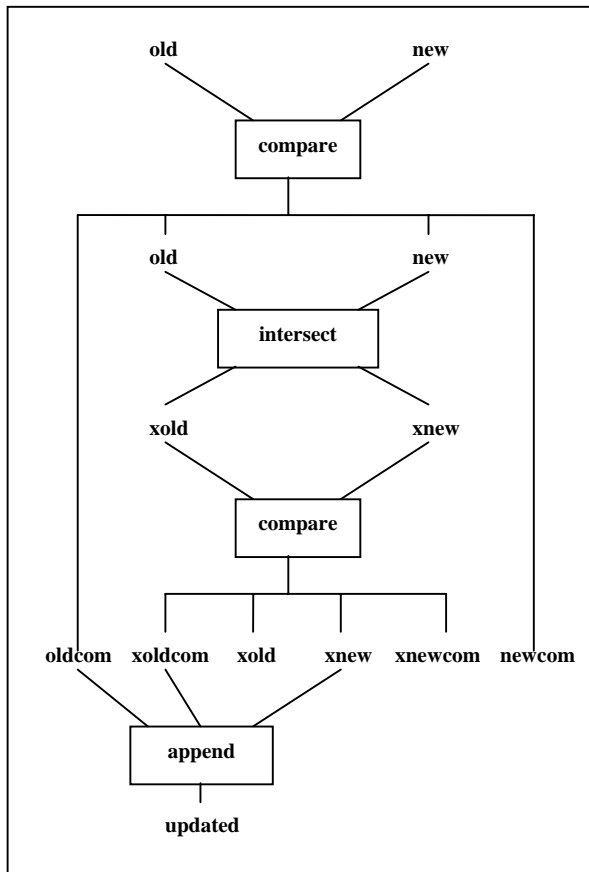 old new
compare
old new
intersect
xold xnew
compare
oldcom xoldcom xold xnew xnewcom newcom
append
updated